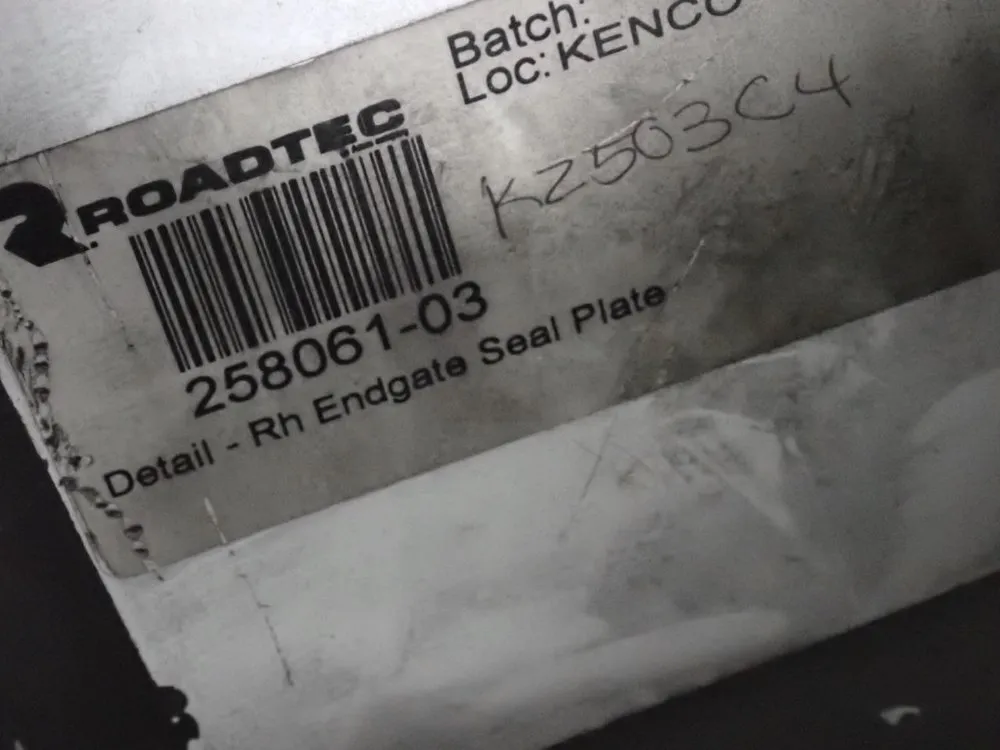 Batch:
Loc: KENCO
ROADTEC
KZ503C4
258061-03
Detail - Rh Endgate Seal Plate